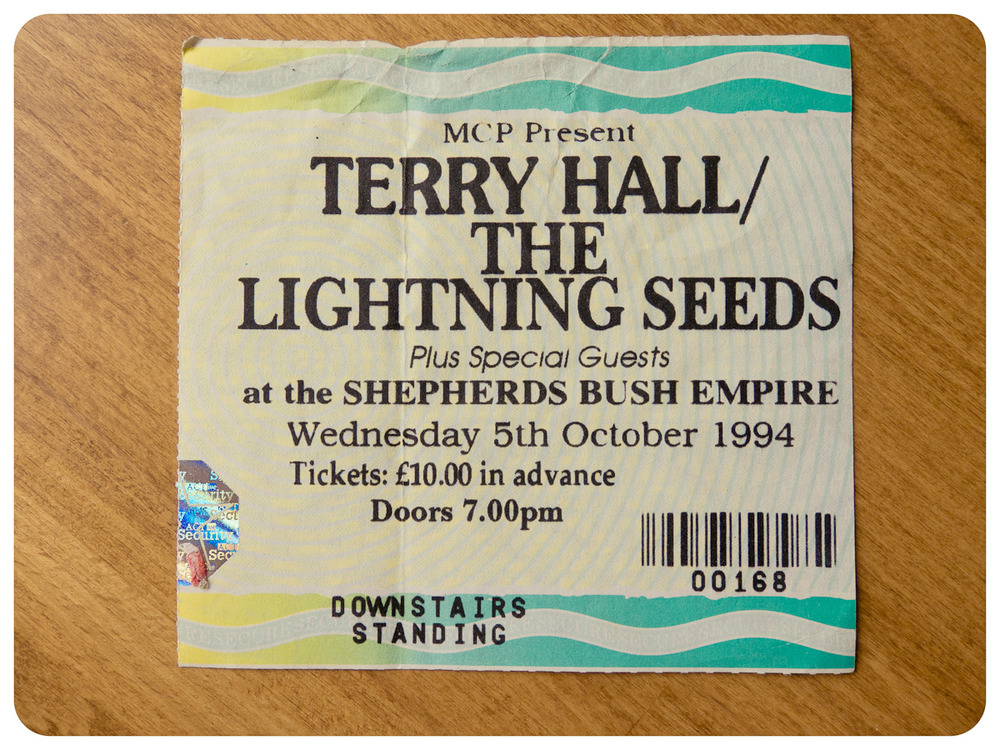 MCP Present
TERRY HALL/
THE
LIGHTNING SEEDS
Plus Special Guests
at the SHEPHERDS BUSH EMPIRE
Wednesday 5th October 1994
Tickets: £10.00 in advance
Doors 7.00pm
Security
00168
DOWNSTAIRS
STANDING